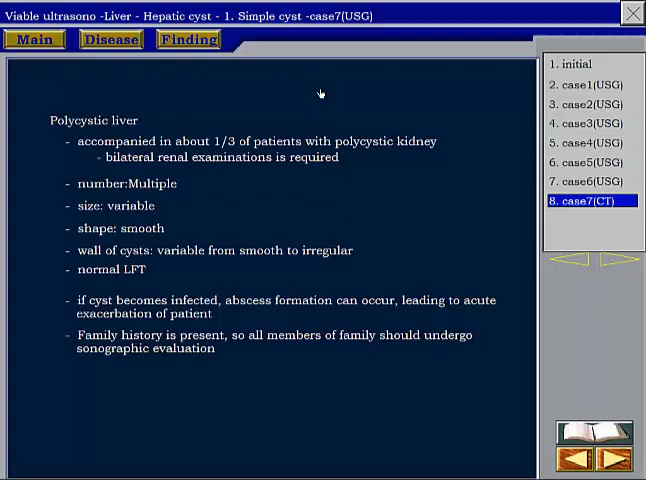 Viable ultrasono -Liver - Hepatic cyst - 1. Simple cyst -case7(USG)
Main
Disease
Finding
Polycystic liver
- accompanied in about 1/3 of patients with polycystic kidney
- bilateral renal examinations is required
- number:Multiple
- size: variable
- shape: smooth
- wall of cysts: variable from smooth to irregular
- normal LFT
- if cyst becomes infected, abscess formation can occur, leading to acute
exacerbation of patient
- Family history is present, so all members of family should undergo
sonographic evaluation
1. initial
2. case1(USG)
3. case2(USG)
4. case3(USG)
5. case4(USG)
6. case5(USG)
7. case6(USG)
8. case7(CT)